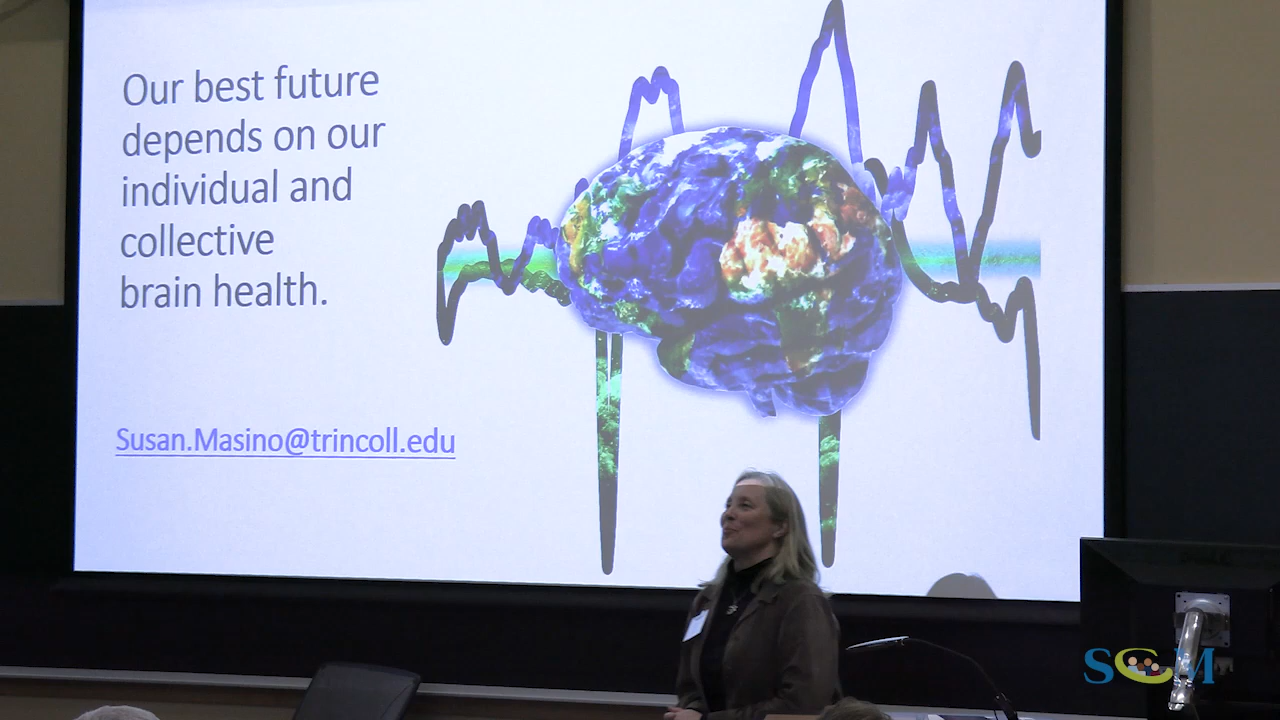 Our best future
depends on our
individual and
collective
brain health.
Susan.Masino@trincoll.edu
SCM